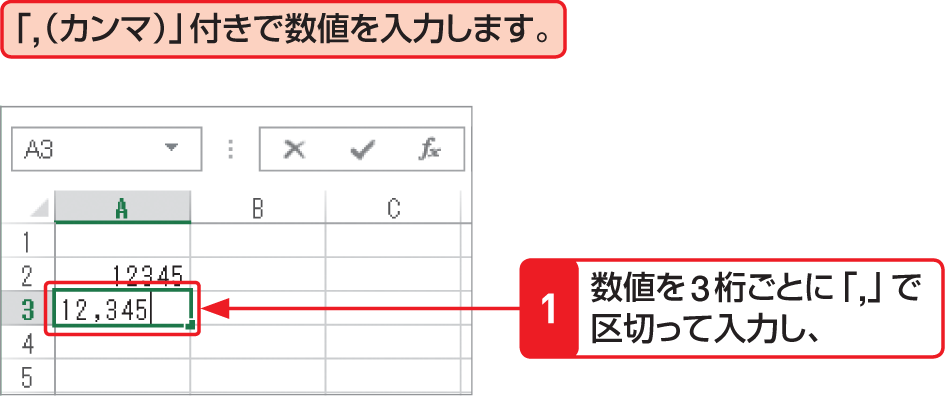 「,(カンマ)」付きで数値を入力します。
A3 fx
A B C
1
2 12345
3 12,345
4
5
1 数値を3桁ごとに「,」で
区切って入力し、